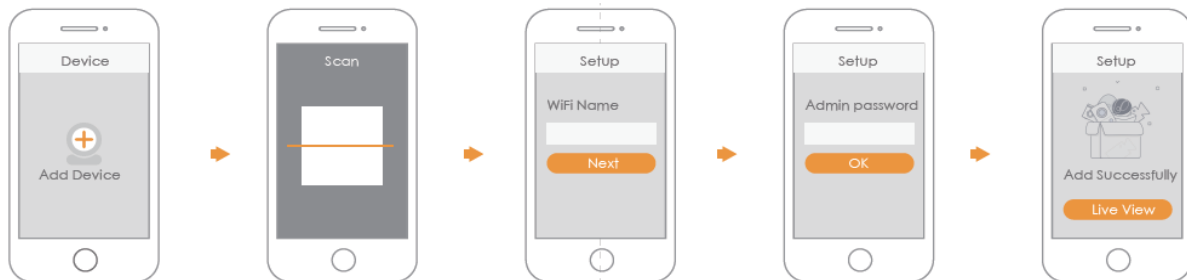 Device
Add Device
Scan
Setup
WiFi Name
Next
Setup
Admin password
OK
Setup
Add Successfully
Live View